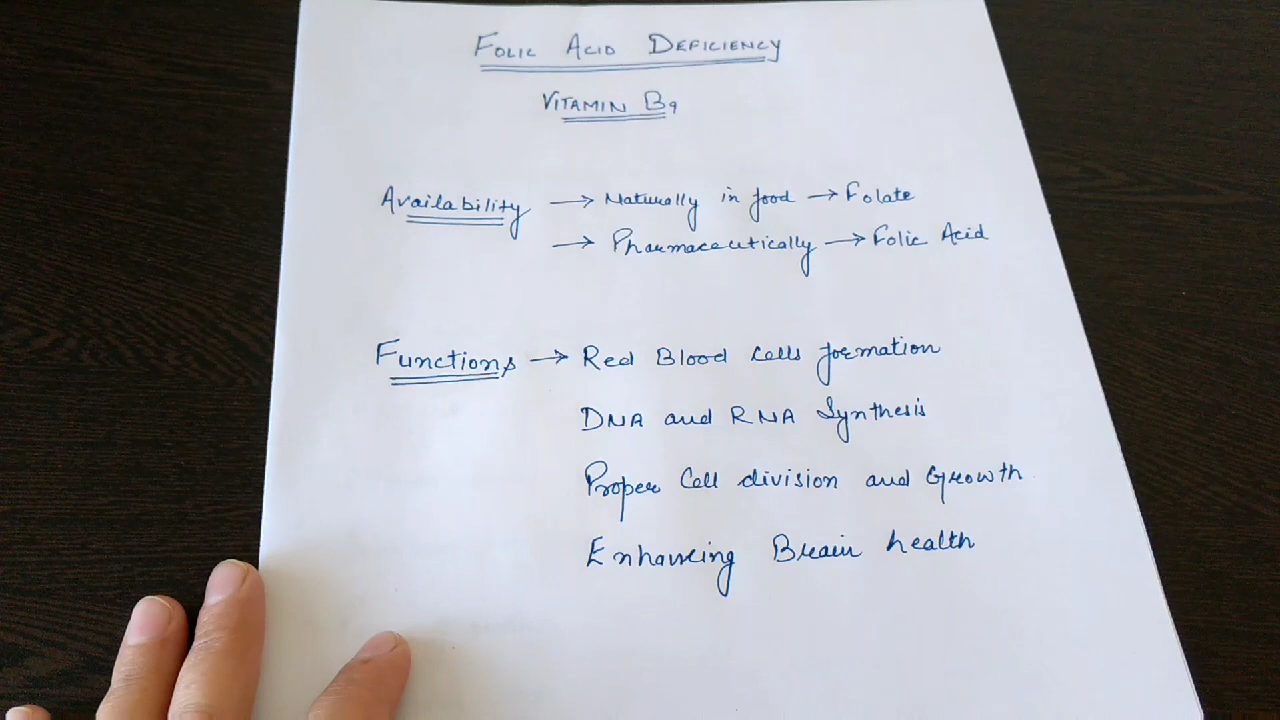 FOLIC ACID DEFICIENCY
VITAMIN B9
Availability → Naturally in food → Folate
→ Pharmaceutically → Folic Acid
Functions → Red Blood Cells formation
DNA and RNA Synthesis
Proper Cell division and Growth
Enhancing Brain health